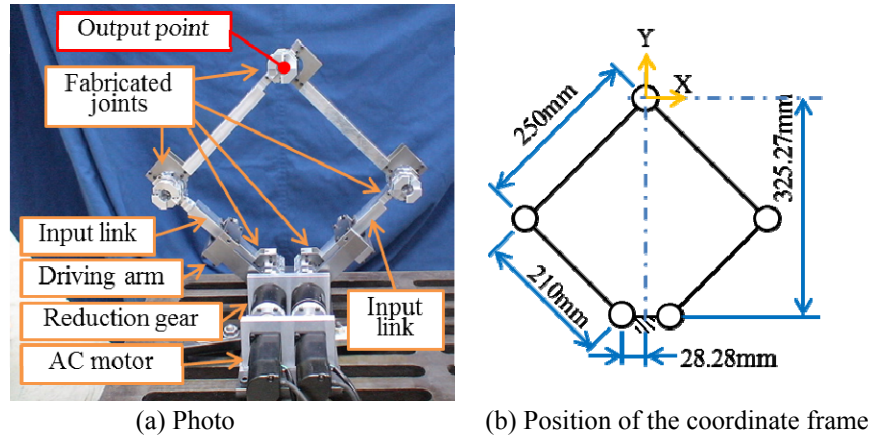 Output point
Fabricated
joints
Input link
Driving arm
Reduction gear
AC motor
Input
link
(a) Photo
Y
X
250mm
325.27mm
210mm
28.28mm
(b) Position of the coordinate frame